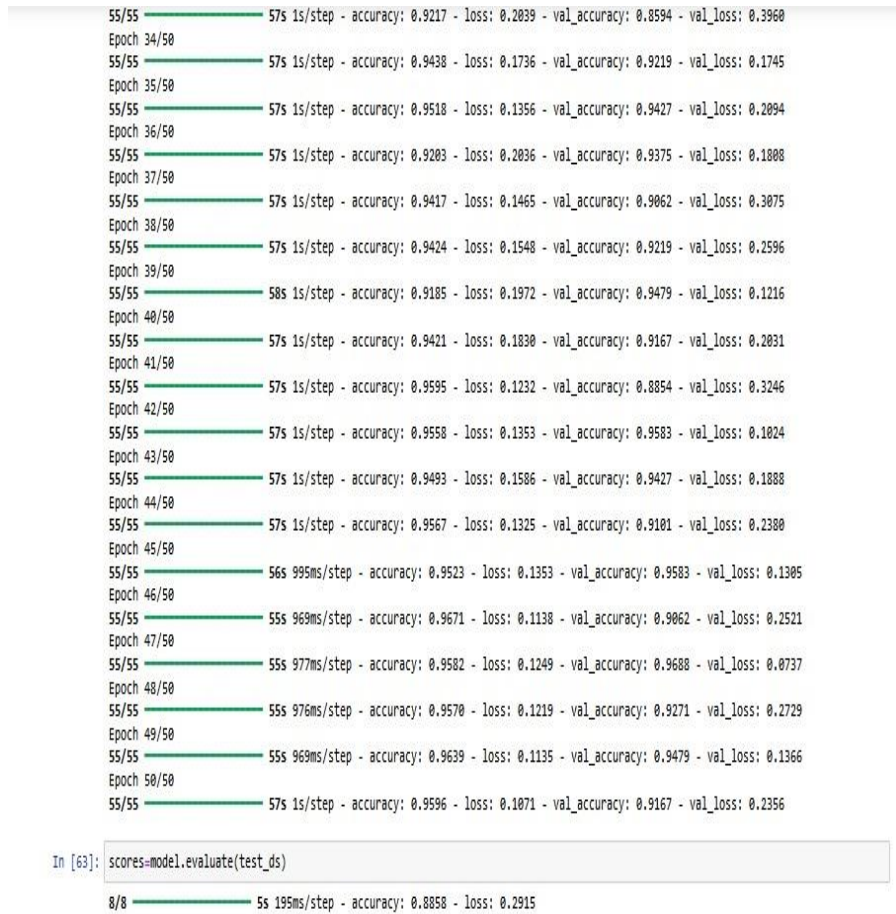 55/55 57s 1s/step - accuracy: 0.9217 - loss: 0.2039 - val_accuracy: 0.8594 - val_loss: 0.3960
Epoch 34/50
55/55 57s 1s/step - accuracy: 0.9438 - loss: 0.1736 - val_accuracy: 0.9219 - val_loss: 0.1745
Epoch 35/50
55/55 57s 1s/step - accuracy: 0.9518 - loss: 0.1356 - val_accuracy: 0.9427 - val_loss: 0.2094
Epoch 36/50
55/55 57s 1s/step - accuracy: 0.9203 - loss: 0.2036 - val_accuracy: 0.9375 - val_loss: 0.1808
Epoch 37/50
55/55 57s 1s/step - accuracy: 0.9417 - loss: 0.1465 - val_accuracy: 0.9062 - val_loss: 0.3075
Epoch 38/50
55/55 57s 1s/step - accuracy: 0.9424 - loss: 0.1548 - val_accuracy: 0.9219 - val_loss: 0.2596
Epoch 39/50
55/55 58s 1s/step - accuracy: 0.9185 - loss: 0.1972 - val_accuracy: 0.9479 - val_loss: 0.1216
Epoch 40/50
55/55 57s 1s/step - accuracy: 0.9421 - loss: 0.1830 - val_accuracy: 0.9167 - val_loss: 0.2031
Epoch 41/50
55/55 57s 1s/step - accuracy: 0.9595 - loss: 0.1232 - val_accuracy: 0.8854 - val_loss: 0.3246
Epoch 42/50
55/55 57s 1s/step - accuracy: 0.9558 - loss: 0.1353 - val_accuracy: 0.9583 - val_loss: 0.1024
Epoch 43/50
55/55 57s 1s/step - accuracy: 0.9493 - loss: 0.1586 - val_accuracy: 0.9427 - val_loss: 0.1888
Epoch 44/50
55/55 57s 1s/step - accuracy: 0.9567 - loss: 0.1325 - val_accuracy: 0.9101 - val_loss: 0.2380
Epoch 45/50
55/55 56s 995ms/step - accuracy: 0.9523 - loss: 0.1353 - val_accuracy: 0.9583 - val_loss: 0.1305
Epoch 46/50
55/55 55s 969ms/step - accuracy: 0.9671 - loss: 0.1138 - val_accuracy: 0.9062 - val_loss: 0.2521
Epoch 47/50
55/55 55s 977ms/step - accuracy: 0.9582 - loss: 0.1249 - val_accuracy: 0.9688 - val_loss: 0.0737
Epoch 48/50
55/55 55s 976ms/step - accuracy: 0.9570 - loss: 0.1219 - val_accuracy: 0.9271 - val_loss: 0.2729
Epoch 49/50
55/55 55s 969ms/step - accuracy: 0.9639 - loss: 0.1135 - val_accuracy: 0.9479 - val_loss: 0.1366
Epoch 50/50
55/55 57s 1s/step - accuracy: 0.9596 - loss: 0.1071 - val_accuracy: 0.9167 - val_loss: 0.2356
In [63]: scores=model.evaluate(test_ds)
8/8 5s 195ms/step - accuracy: 0.8858 - loss: 0.2915